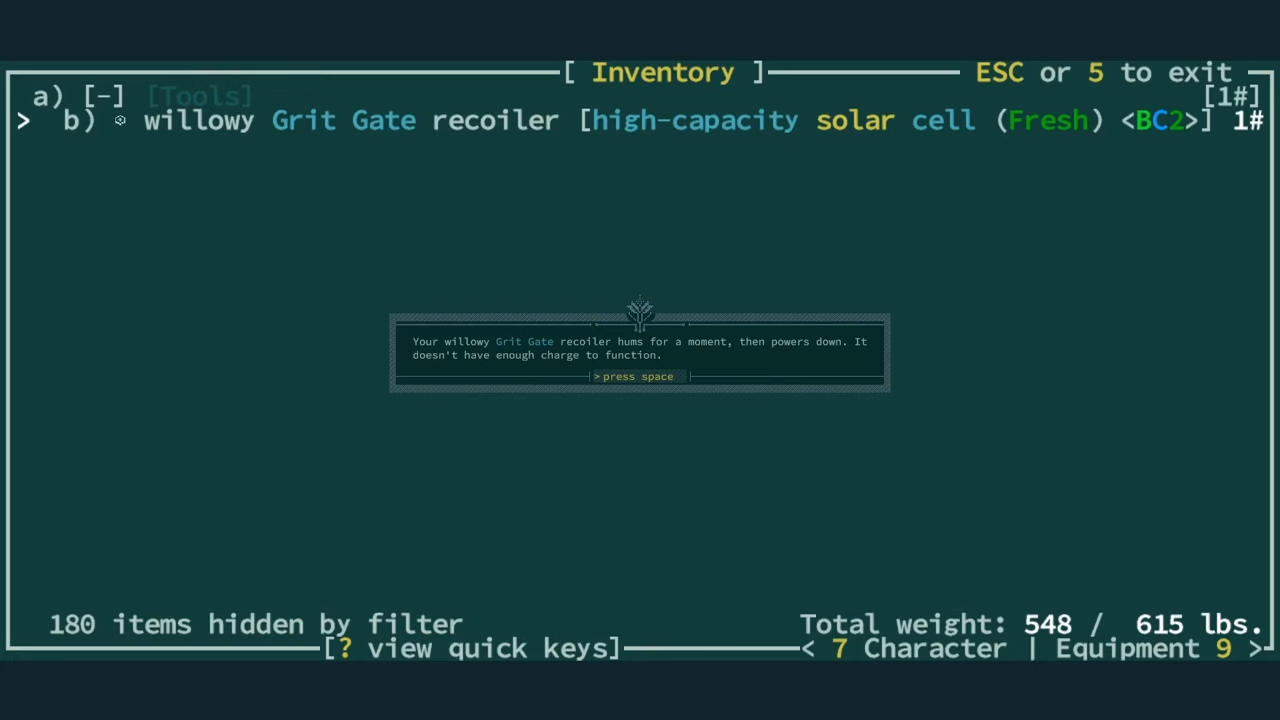 [ Inventory ] ESC or 5 to exit
a) [-] [Tools] [1#]
> b) willowy Grit Gate recoiler [high-capacity solar cell (Fresh) <BC2>] 1#
Your willowy Grit Gate recoiler hums for a moment, then powers down. It
doesn't have enough charge to function.
>press space
180 items hidden by filter Total weight: 548 / 615 lbs.
[? view quick keys] < 7 Character | Equipment 9 >